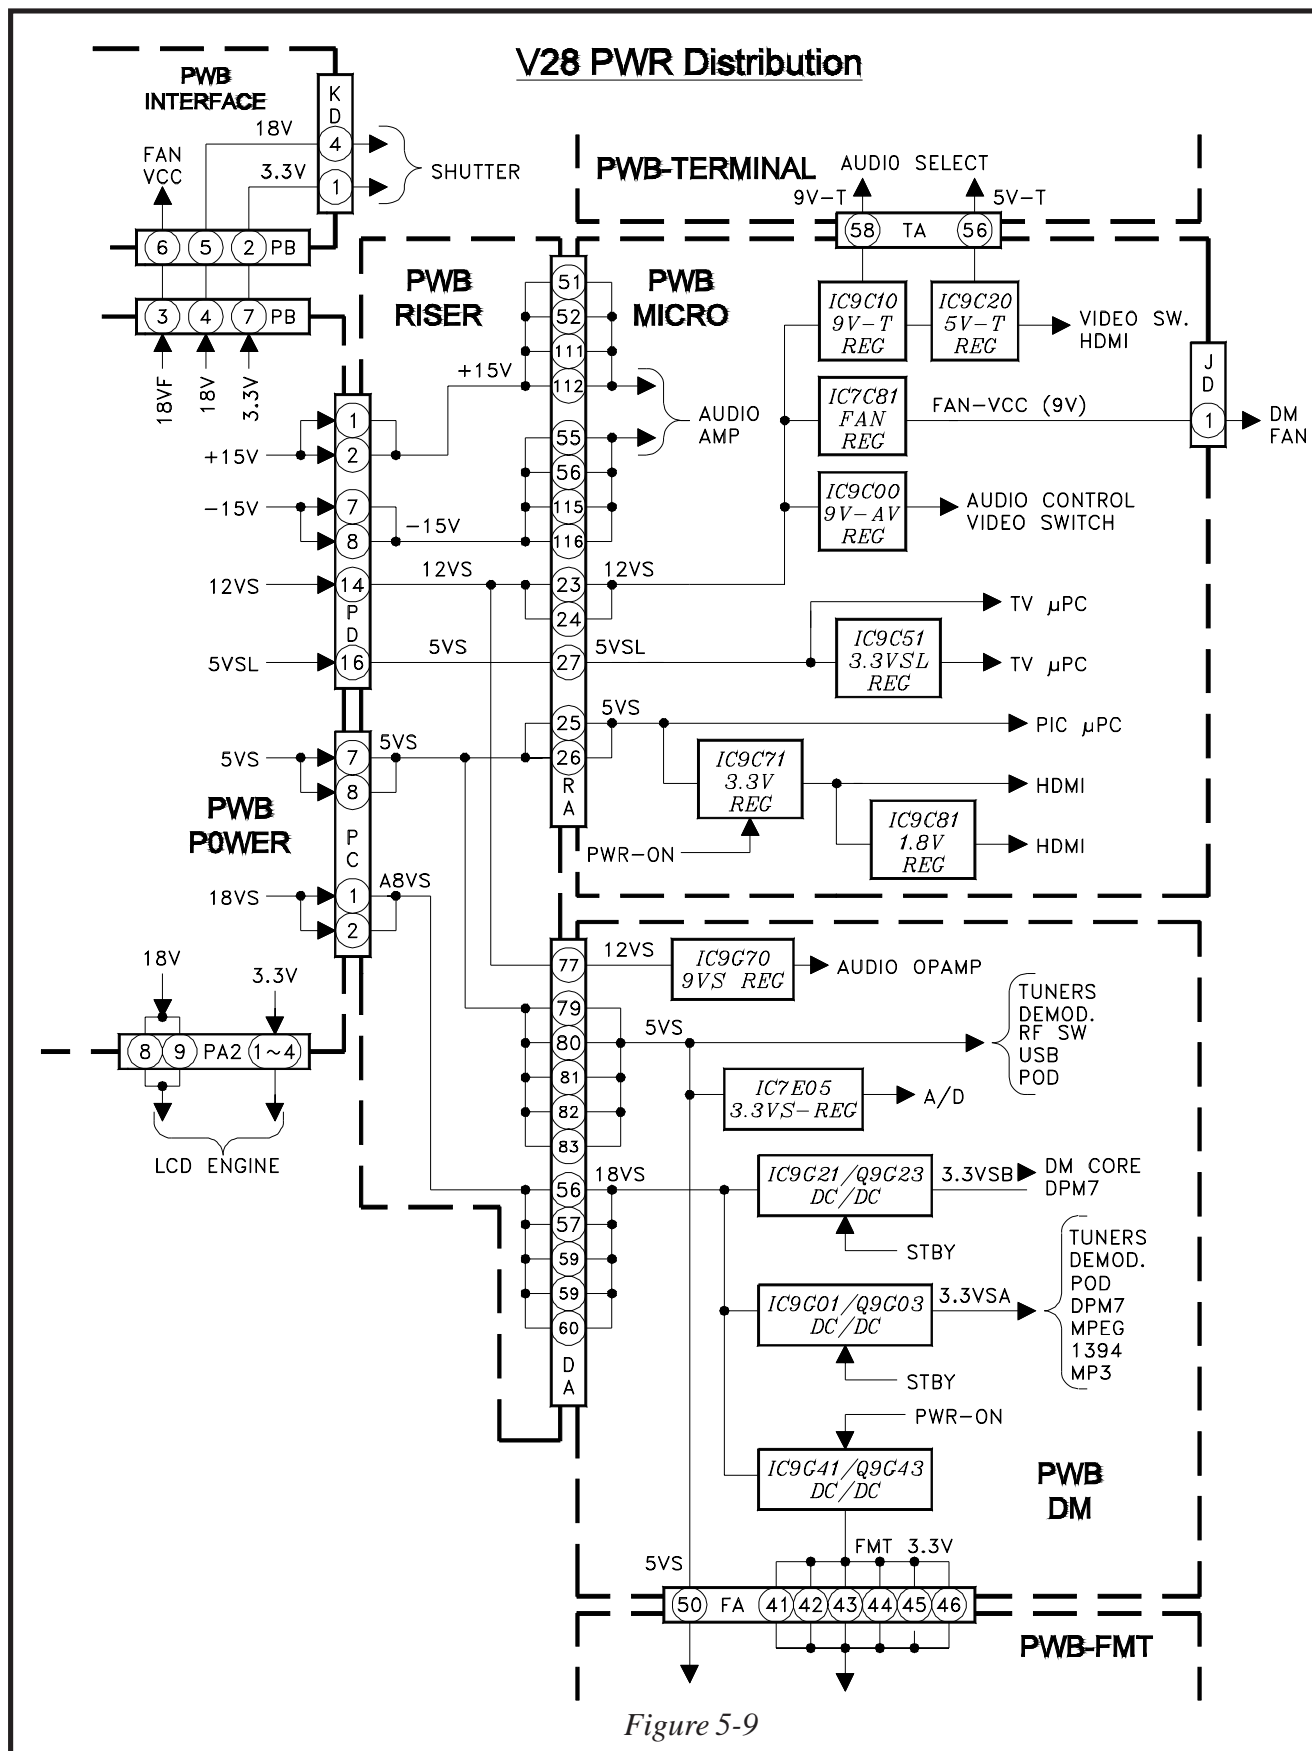 V28 PWR Distribution
PWB
INTERFACE
K
D
4
1
18V
3.3V
SHUTTER
FAN
VCC
6
5
2
PB
3
4
7
PB
18VF
18V
3.3V
PWB-TERMINAL
AUDIO SELECT
9V-T
5V-T
58
TA
56
PWB
RISER
PWB
MICRO
51
52
111
112
+15V
AUDIO
AMP
55
56
115
116
-15V
IC9C10
9V-T
REG
IC9C20
5V-T
REG
VIDEO SW.
HDMI
IC7C81
FAN
REG
FAN-VCC (9V)
J
D
1
DM
FAN
IC9C00
9V-AV
REG
AUDIO CONTROL
VIDEO SWITCH
+15V
1
2
-15V
7
8
12VS
14
12VS
23
12VS
24
P
D
5VSL
16
5VS
27
5VSL
TV µPC
IC9C51
3.3VSL
REG
TV µPC
5VS
25
PIC µPC
26
R
A
IC9C71
3.3V
REG
HDMI
IC9C81
1.8V
REG
HDMI
PWR-ON
5VS
7
5VS
8
PWB
POWER
P
C
18VS
1
A8VS
2
18V
3.3V
8
9
PA2
1~4
LCD ENGINE
77
12VS
IC9G70
9VS REG
AUDIO OPAMP
79
80
81
82
83
5VS
TUNERS
DEMOD.
RF SW
USB
POD
IC7E05
3.3VS-REG
A/D
56
57
59
59
60
18VS
D
A
IC9G21/Q9G23
DC/DC
3.3VSB
DM CORE
DPM7
STBY
IC9G01/Q9G03
DC/DC
3.3VSA
TUNERS
DEMOD.
POD
DPM7
MPEG
1394
MP3
STBY
PWR-ON
IC9G41/Q9G43
DC/DC
PWB
DM
5VS
FMT 3.3V
50
FA
41
42
43
44
45
46
PWB-FMT
Figure 5-9